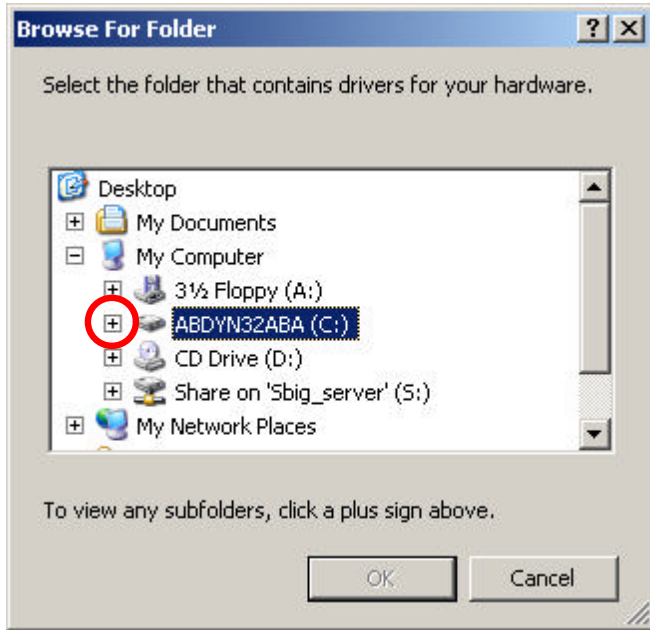 Browse For Folder
Select the folder that contains drivers for your hardware.
Desktop
My Documents
My Computer
3½ Floppy (A:)
ABDYN32ABA (C:)
CD Drive (D:)
Share on 'Sbig_server' (S:)
My Network Places
To view any subfolders, click a plus sign above.
OK Cancel